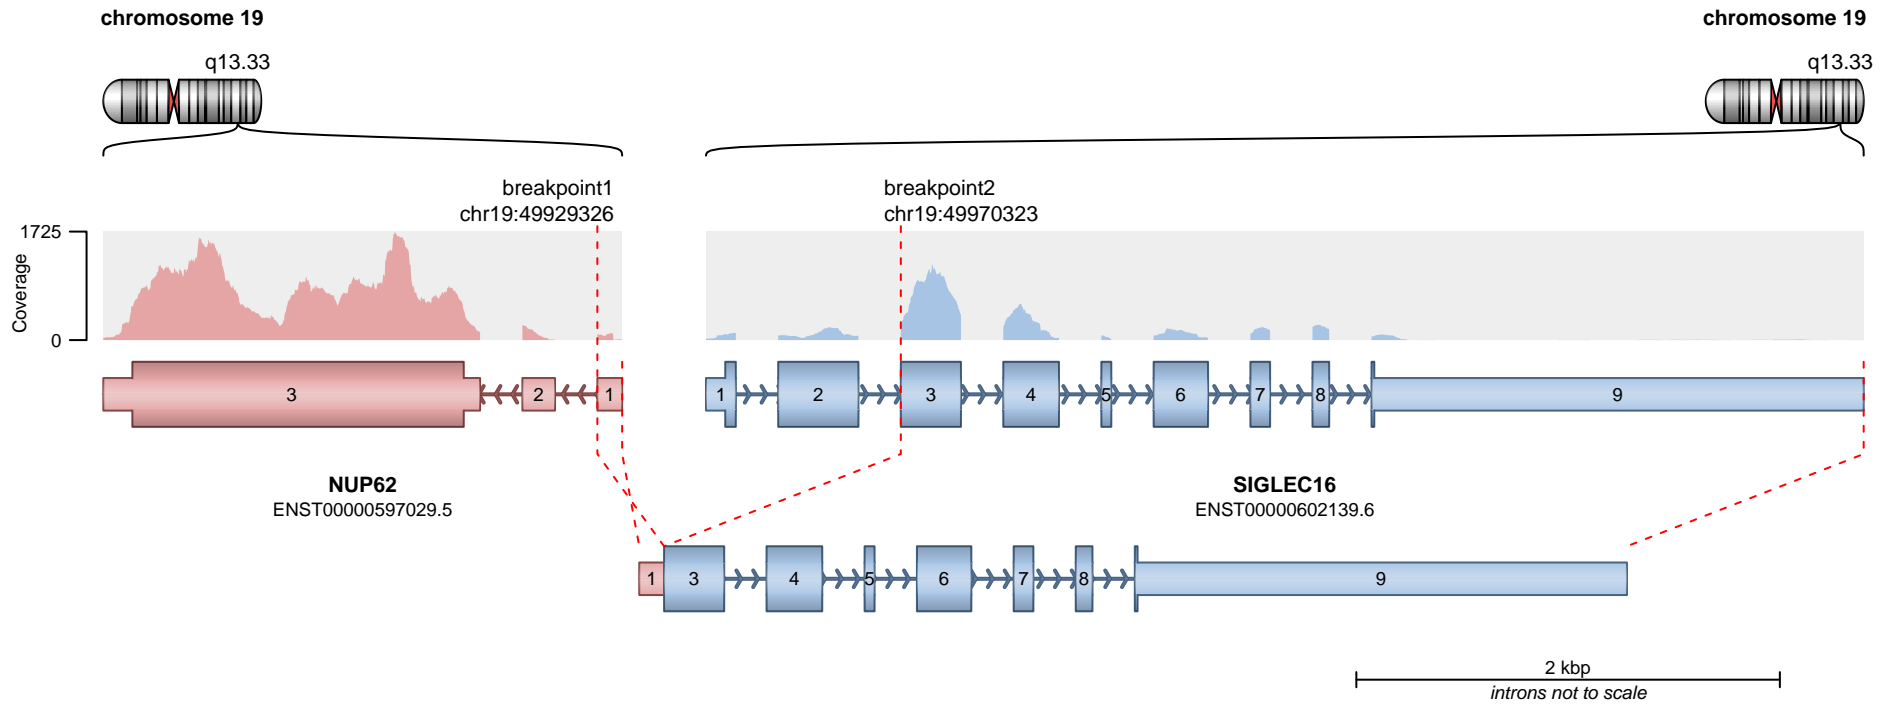 chromosome 19
chromosome 19
q13.33
q13.33
breakpoint1
chr19:49929326
breakpoint2
chr19:49970323
1725
Coverage
0
3
2
1
1
2
3
4
5
6
7
8
9
NUP62
ENST00000597029.5
SIGLEC16
ENST00000602139.6
1
3
4
5
6
7
8
9
2 kbp
introns not to scale